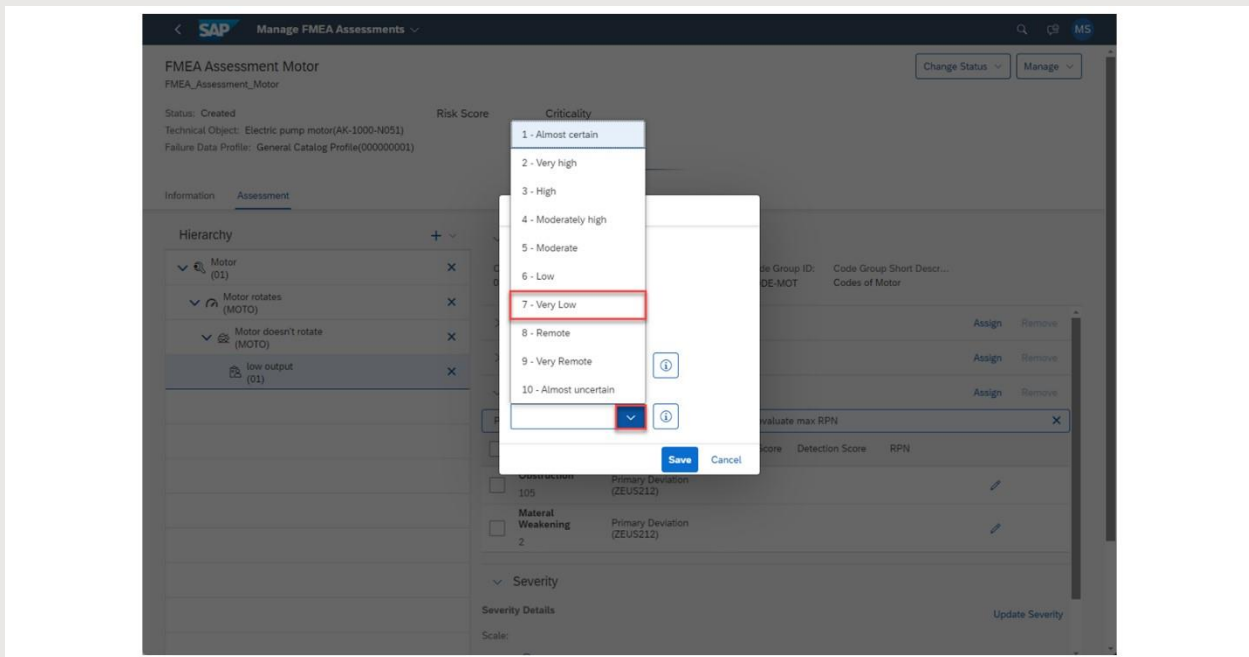 SAP
Manage FMEA Assessments
MS
FMEA Assessment Motor
FMEA_Assessment_Motor
Change Status
Manage
Status: Created
Technical Object: Electric pump motor(AK-1000-N051)
Failure Data Profile: General Catalog Profile(000000001)
Risk Score
Criticality
Information
Assessment
Hierarchy
Motor
(01)
Motor rotates
(MOTO)
Motor doesn't rotate
(MOTO)
low output
(01)
1 - Almost certain
2 - Very high
3 - High
4 - Moderately high
5 - Moderate
6 - Low
7 - Very Low
8 - Remote
9 - Very Remote
10 - Almost uncertain
Save
Cancel
Group ID:
Code Group Short Descr...
DE-MOT
Codes of Motor
Assign Remove
Assign Remove
Assign Remove
evaluate max RPN
Score
Detection Score
RPN
Obstruction
105
Primary Deviation
(ZEUS212)
Materal
Weakening
2
Primary Deviation
(ZEUS212)
Severity
Severity Details
Update Severity
Scale: